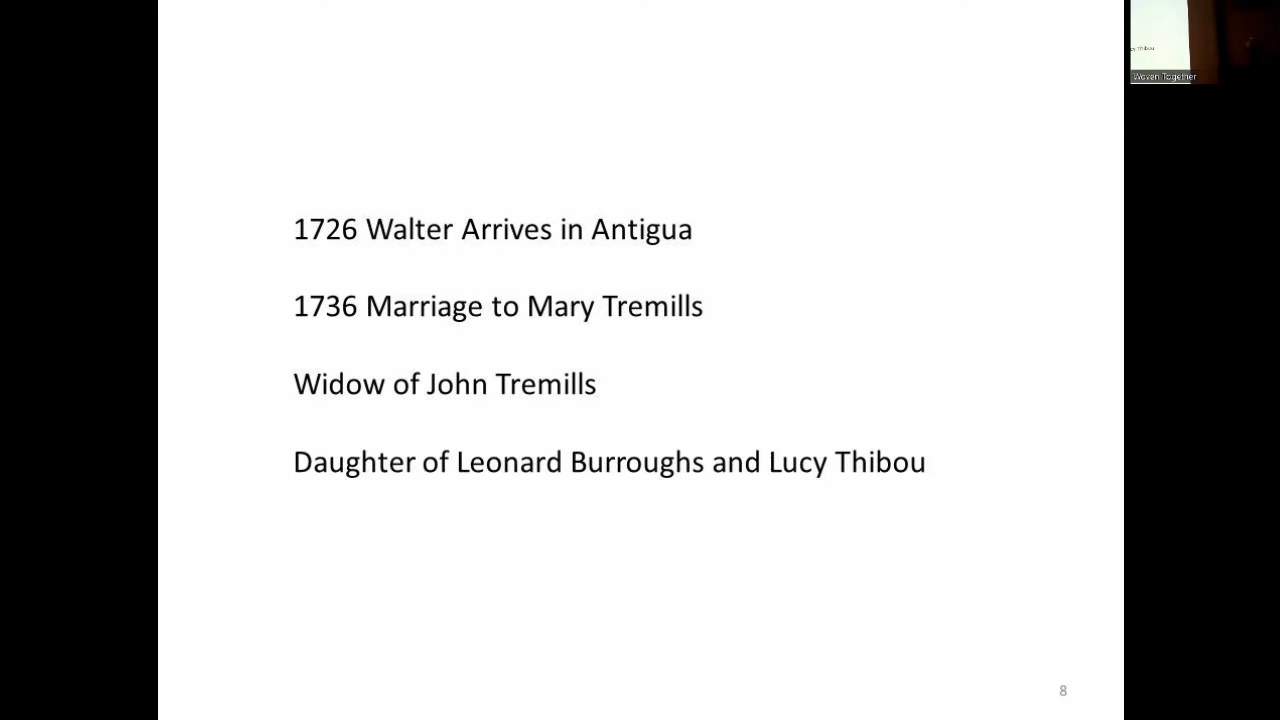 1726 Walter Arrives in Antigua
1736 Marriage to Mary Tremills
Widow of John Tremills
Daughter of Leonard Burroughs and Lucy Thibou
8
Thibou
Woven Together